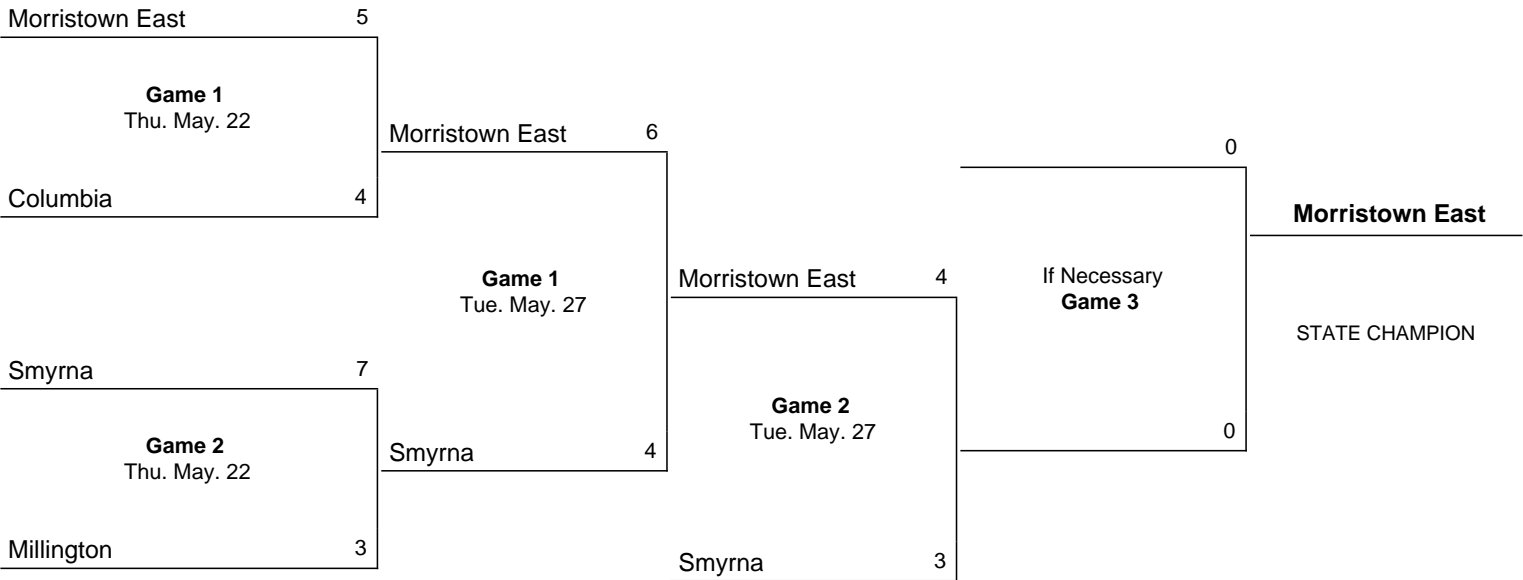 Morristown East 5
Game 1
Thu. May. 22
Columbia 4
Smyrna 7
Game 2
Thu. May. 22
Millington 3
Morristown East 6
Game 1
Tue. May. 27
Smyrna 4
Morristown East 4
Game 2
Tue. May. 27
Smyrna 3
0
If Necessary
Game 3
0
Morristown East
STATE CHAMPION